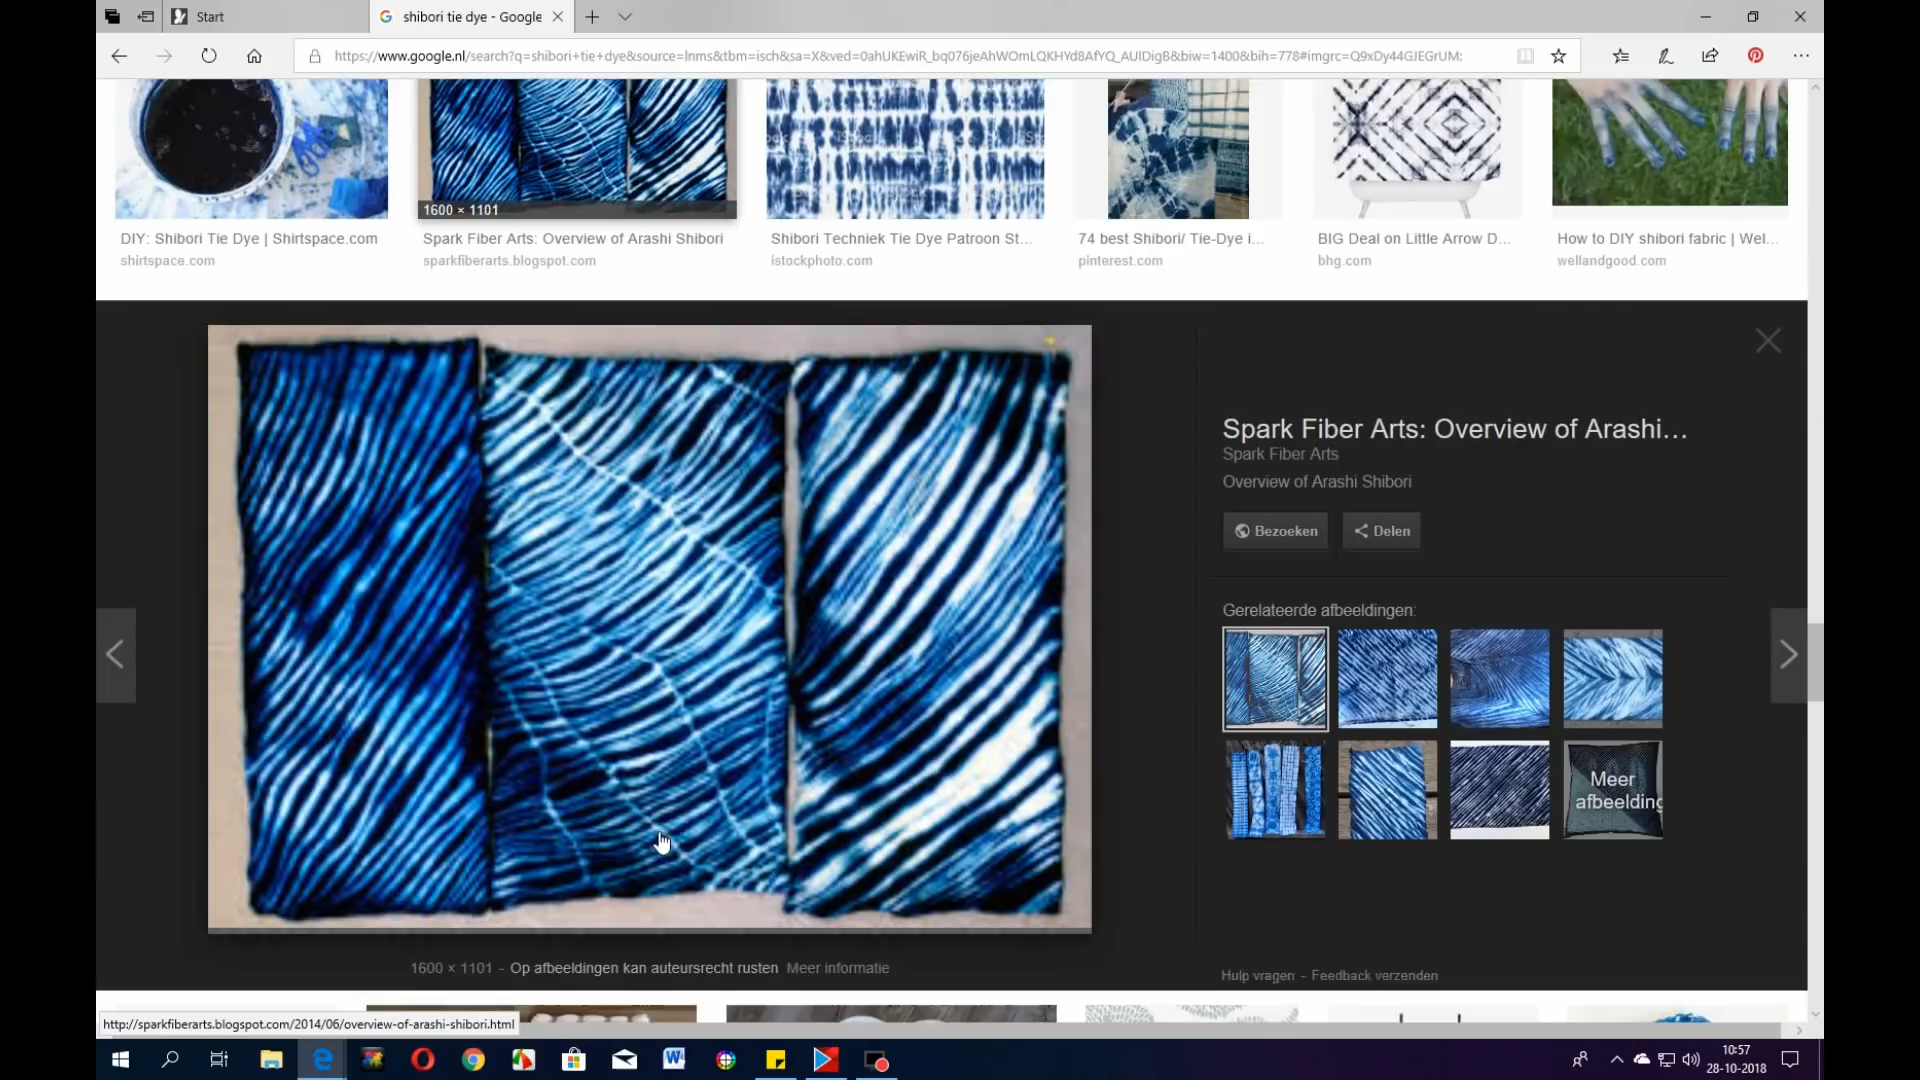 Start
shibori tie dye - Google
https://www.google.nl/search?q=shibori+tie+dye&source=lnms&tbm=isch&sa=X&ved=0ahUKEwiR_bq076jeAhWOmLQKHYd8AfYQ_AUIDigB&biw=1400&bih=778#imgrc=Q9xDy44GJEGrUM:
1600 × 1101
DIY: Shibori Tie Dye | Shirtspace.com
Spark Fiber Arts: Overview of Arashi Shibori
Shibori Techniek Tie Dye Patroon St...
74 best Shibori/ Tie-Dye i...
BIG Deal on Little Arrow D...
How to DIY shibori fabric | Wel...
shirtspace.com
sparkfiberarts.blogspot.com
istockphoto.com
pinterest.com
bhg.com
wellandgood.com
Spark Fiber Arts: Overview of Arashi...
Spark Fiber Arts
Overview of Arashi Shibori
Bezoeken
Delen
Gerelateerde afbeeldingen:
Meer
afbeelding
1600 × 1101 - Op afbeeldingen kan auteursrecht rusten Meer informatie
Hulp vragen - Feedback verzenden
http://sparkfiberarts.blogspot.com/2014/06/overview-of-arashi-shibori.html
10:57
28-10-2018